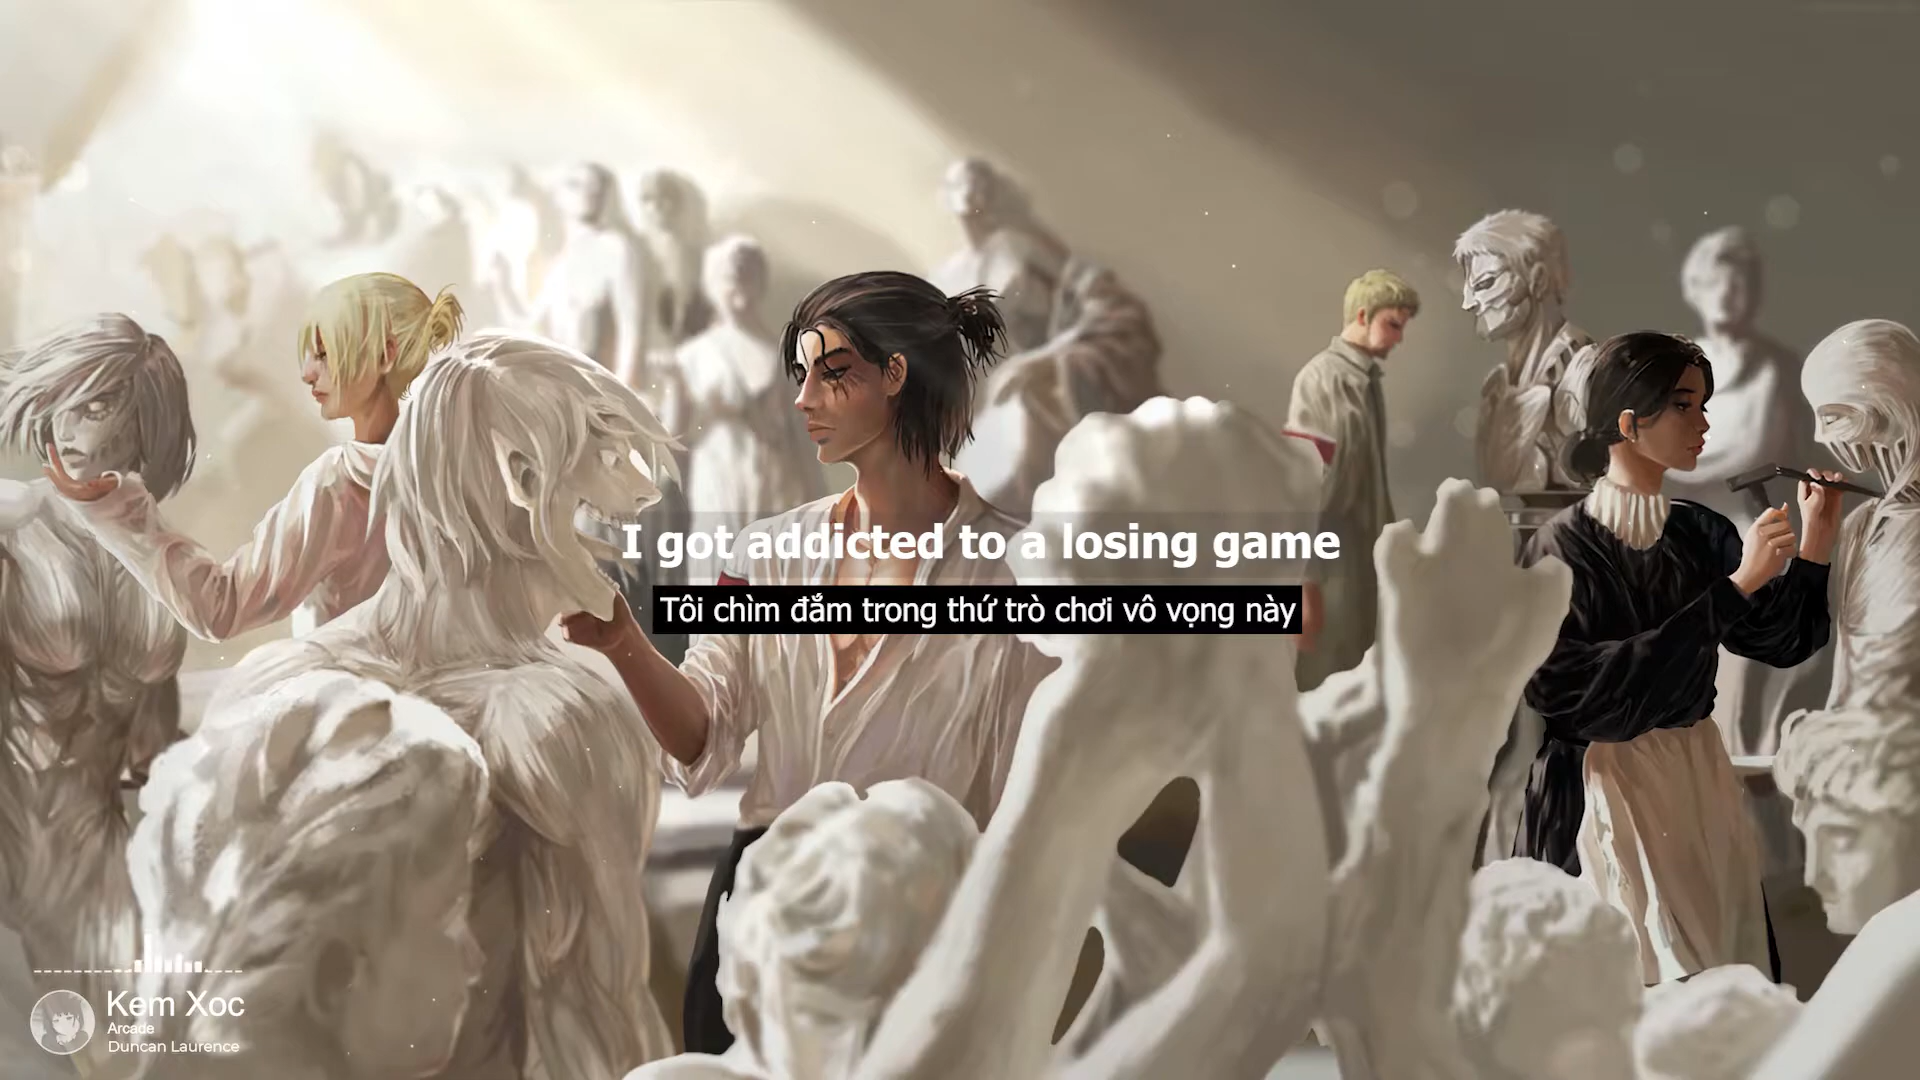 I got addicted to a losing game
Tôi chìm đắm trong thứ trò chơi vô vọng này
Kem Xoc
Arcade
Duncan Laurence